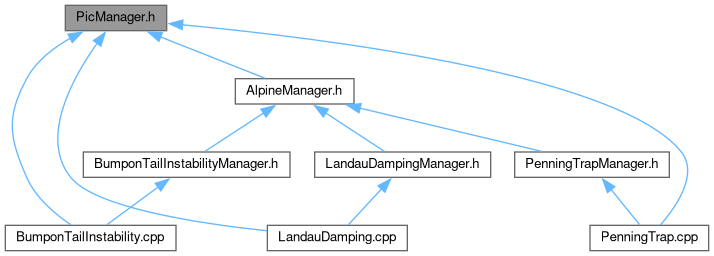 PicManager.h
AlpineManager.h
BumponTailInstabilityManager.h
LandauDampingManager.h
PenningTrapManager.h
BumponTailInstability.cpp
LandauDamping.cpp
PenningTrap.cpp